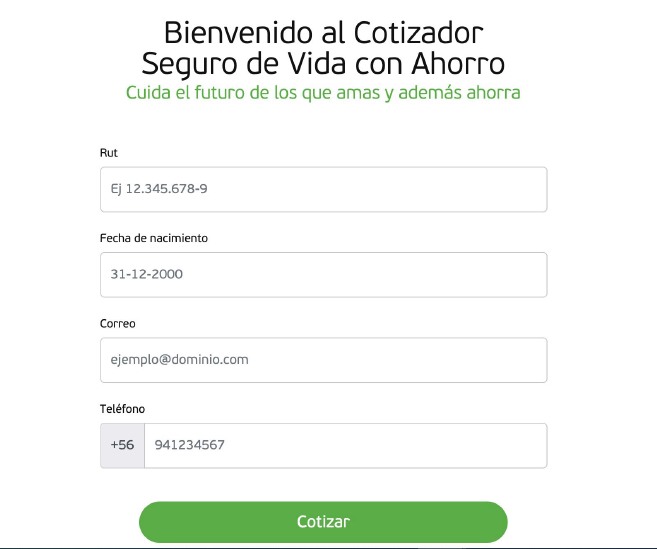 Bienvenido al Cotizador
Seguro de Vida con Ahorro
Cuida el futuro de los que amas y además ahorra
Rut
Ej 12.345.678-9
Fecha de nacimiento
31-12-2000
Correo
ejemplo@dominio.com
Teléfono
+56 941234567
Cotizar